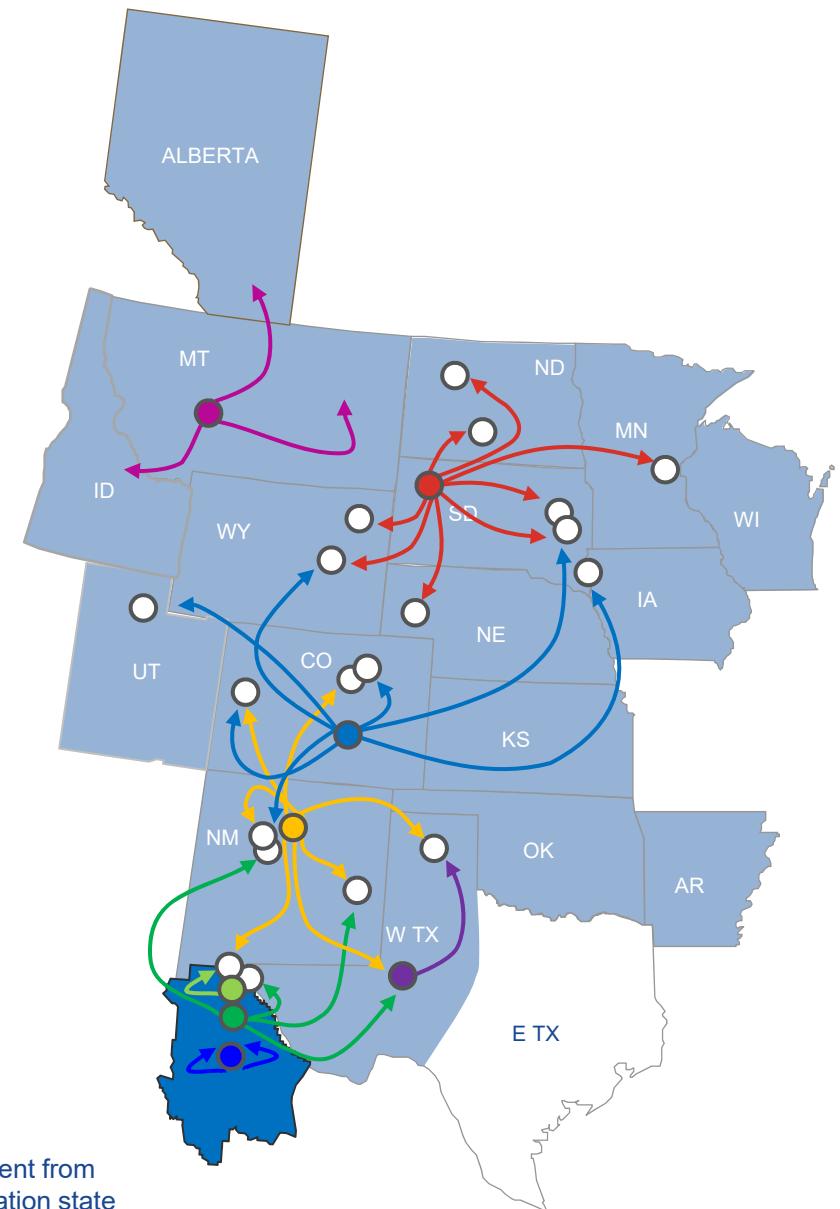 ALBERTA
MT
ND
MN
ID
WY
SD
WI
IA
NE
UT
CO
KS
NM
OK
AR
W TX
E TX
ent from
ation state